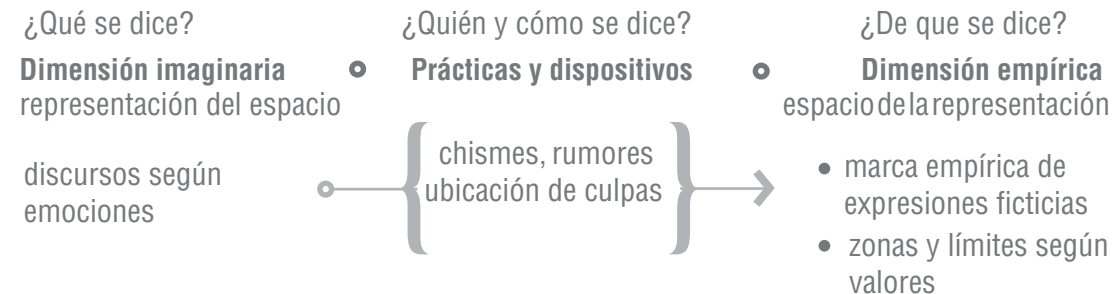 ¿Qué se dice?
¿Quién y cómo se dice?
¿De que se dice?
Dimensión imaginaria
Prácticas y dispositivos
Dimensión empírica
representación del espacio
espacio de la representación
discursos según
emociones
chismes, rumores
ubicación de culpas
marca empírica de
expresiones ficticias
zonas y límites según
valores